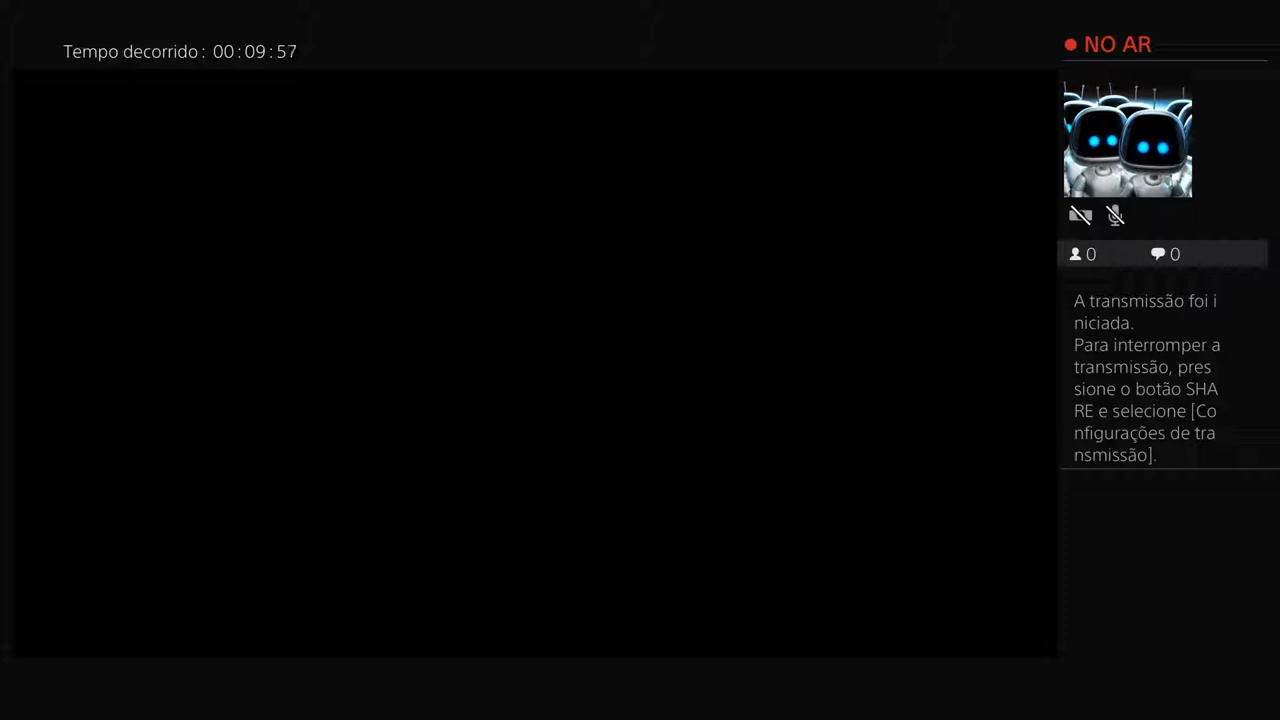 Tempo decorrido: 00:09:57
NO AR
0 0
A transmissão foi i
niciada.
Para interromper a
transmissão, pres
sione o botão SHA
RE e selecione [Co
nfigurações de tra
nsmissão].